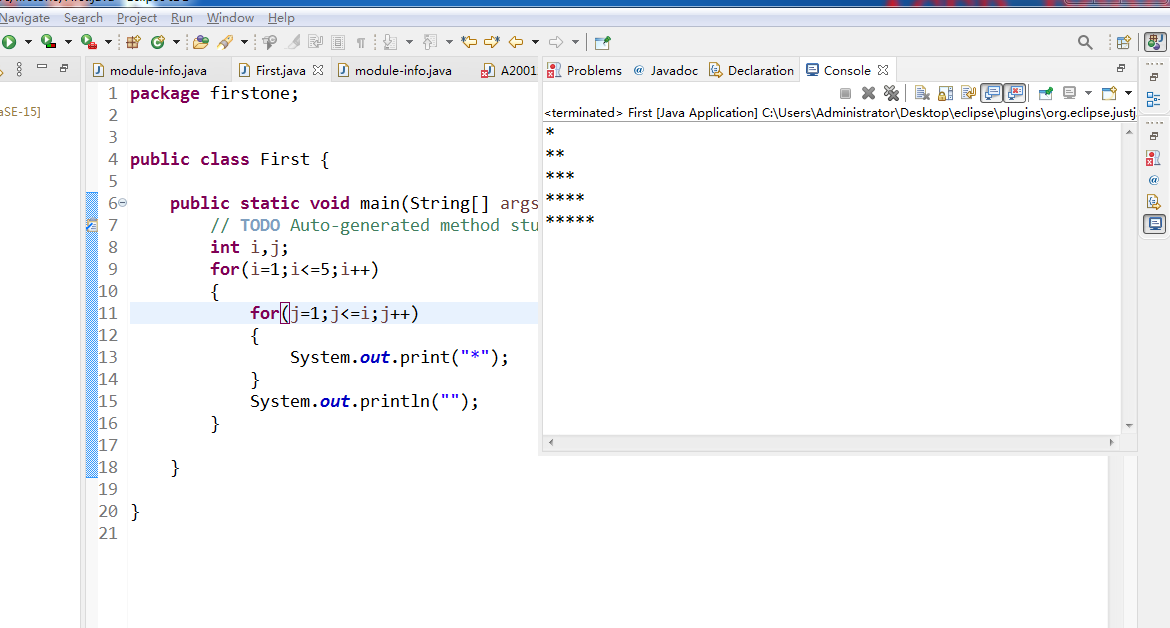 Navigate Search Project Run Window Help
module-info.java First.java module-info.java A2001 Problems @ Javadoc Declaration Console
aSE-15]
<terminated> First [Java Application] C:\Users\Administrator\Desktop\eclipse\plugins\org.eclipse.justj
1 package firstone;
2
3
4 public class First {
5
6 public static void main(String[] args
7 // TODO Auto-generated method stu
8 int i,j;
9 for(i=1;i<=5;i++)
10 {
11 for(j=1;j<=i;j++)
12 {
13 System.out.print("*");
14 }
15 System.out.println("");
16 }
17
18 }
19
20 }
21
*
**
***
****
*****